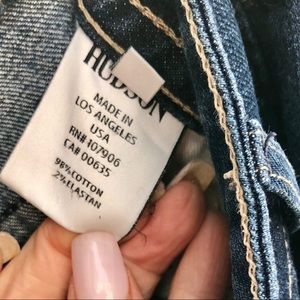 HUDSON
MADE IN
LOS ANGELES
USA
RN# 107906
CA# 00635
98% COTTON
2% ELASTAN